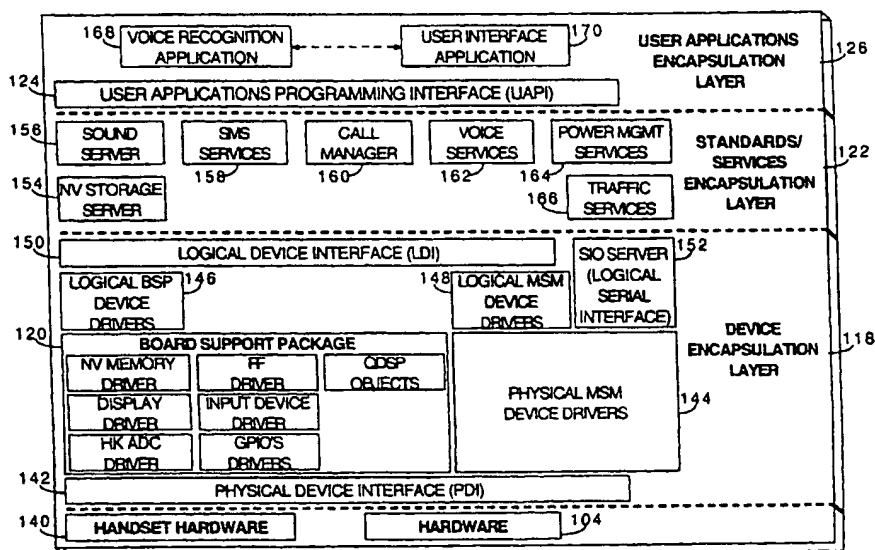 168
VOICE RECOGNITION
APPLICATION
USER INTERFACE
APPLICATION
170
USER APPLICATIONS
ENCAPSULATION
LAYER
126
124
USER APPLICATIONS PROGRAMMING INTERFACE (UAPI)
156
SOUND
SERVER
SMS
SERVICES
158
CALL
MANAGER
160
VOICE
SERVICES
162
POWER MGMT
SERVICES
164
STANDARDS/
SERVICES
ENCAPSULATION
LAYER
122
154
NV STORAGE
SERVER
166
TRAFFIC
SERVICES
150
LOGICAL DEVICE INTERFACE (LDI)
152
SIO SERVER
(LOGICAL
SERIAL
INTERFACE)
LOGICAL BSP
DEVICE
DRIVERS
146
148
LOGICAL MSM
DEVICE
DRIVERS
120
BOARD SUPPORT PACKAGE
NV MEMORY
DRIVER
FF
DRIVER
QDSP
OBJECTS
DISPLAY
DRIVER
INPUT DEVICE
DRIVER
HK ADC
DRIVER
GPIO'S
DRIVERS
PHYSICAL MSM
DEVICE DRIVERS
144
DEVICE
ENCAPSULATION
LAYER
118
142
PHYSICAL DEVICE INTERFACE (PDI)
140
HANDSET HARDWARE
HARDWARE
104